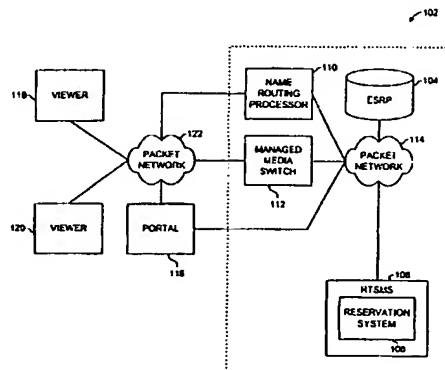 102
110
NAME
ROUTING
PROCESSOR
104
ESRP
118
VIEWER
122
PACKET
NETWORK
MANAGED
MEDIA
SWITCH
112
114
PACKET
NETWORK
120
VIEWER
PORTAL
116
106
RTSMS
RESERVATION
SYSTEM
108